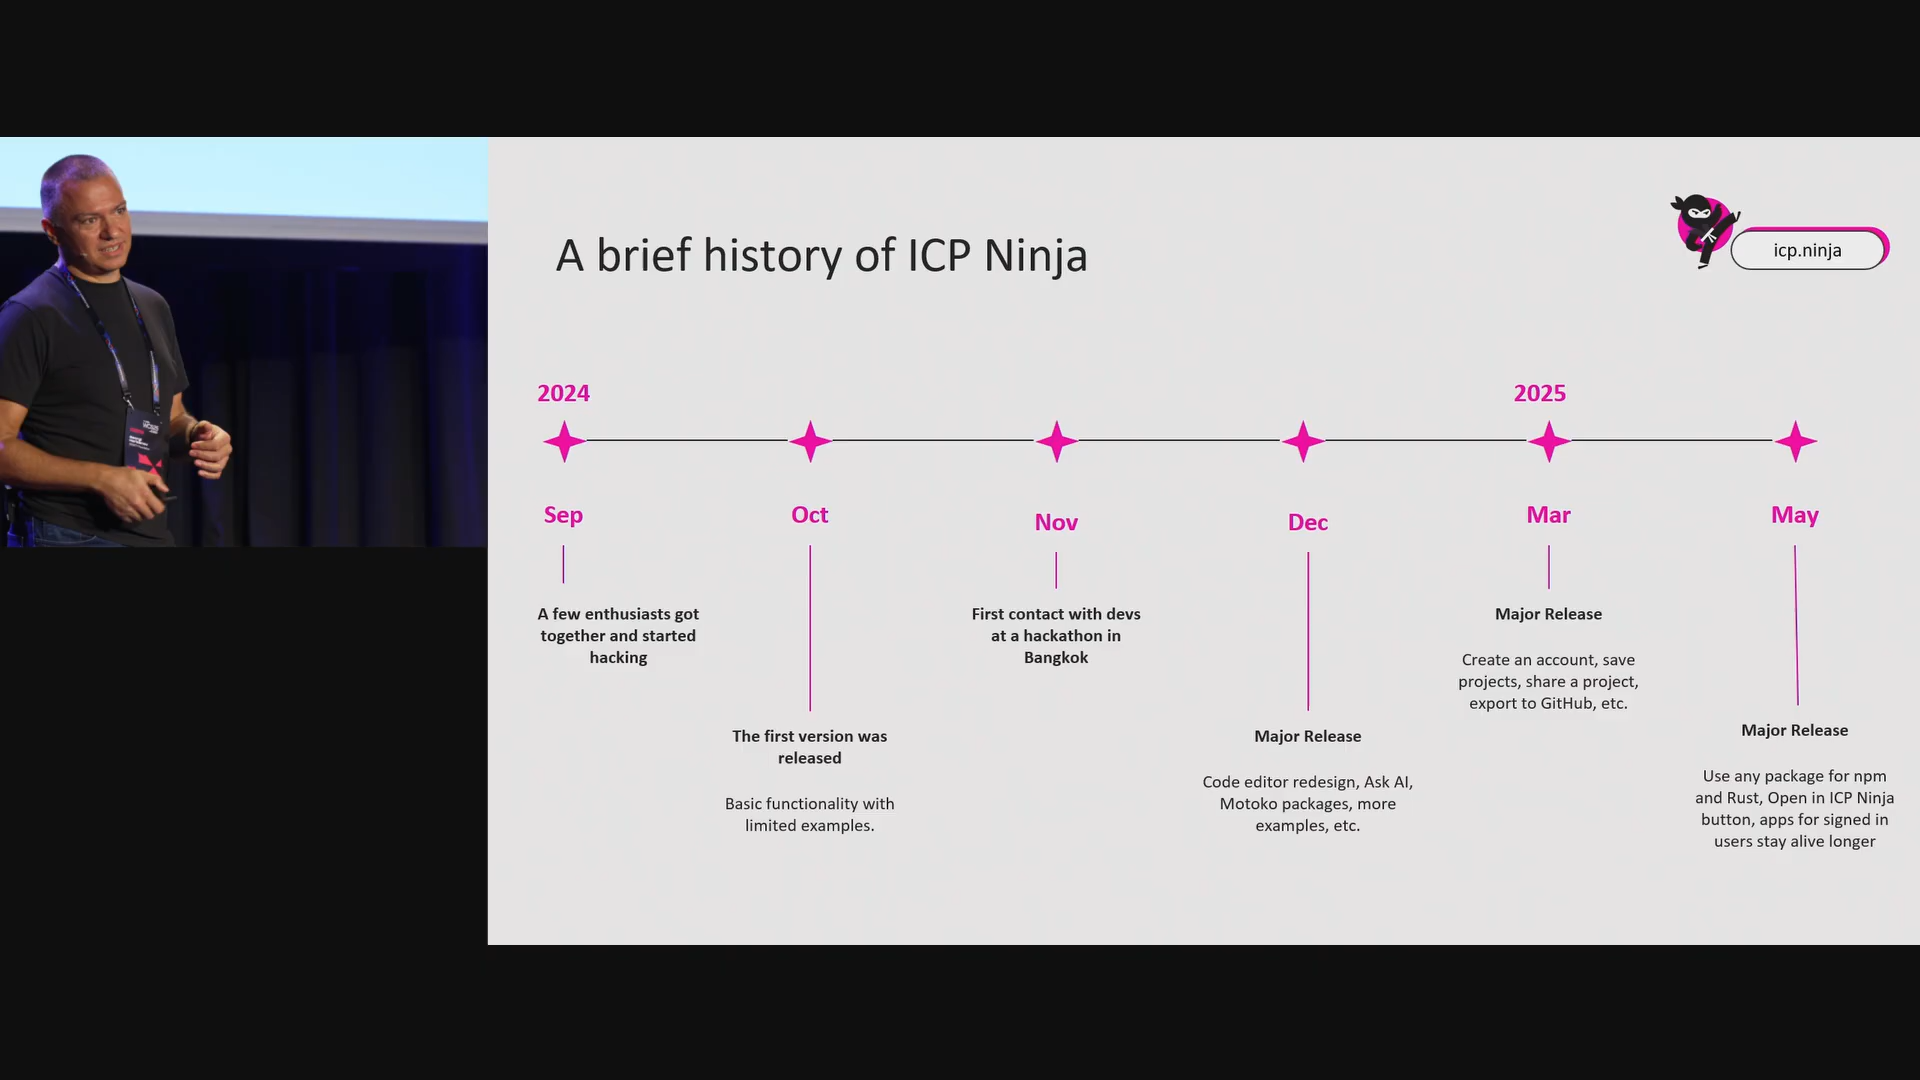 A brief history of ICP Ninja
icp.ninja
2024
2025
Sep
Oct
Nov
Dec
Mar
May
A few enthusiasts got
together and started
hacking
The first version was
released
Basic functionality with
limited examples.
First contact with devs
at a hackathon in
Bangkok
Major Release
Code editor redesign, Ask AI,
Motoko packages, more
examples, etc.
Major Release
Create an account, save
projects, share a project,
export to GitHub, etc.
Major Release
Use any package for npm
and Rust, Open in ICP Ninja
button, apps for signed in
users stay alive longer